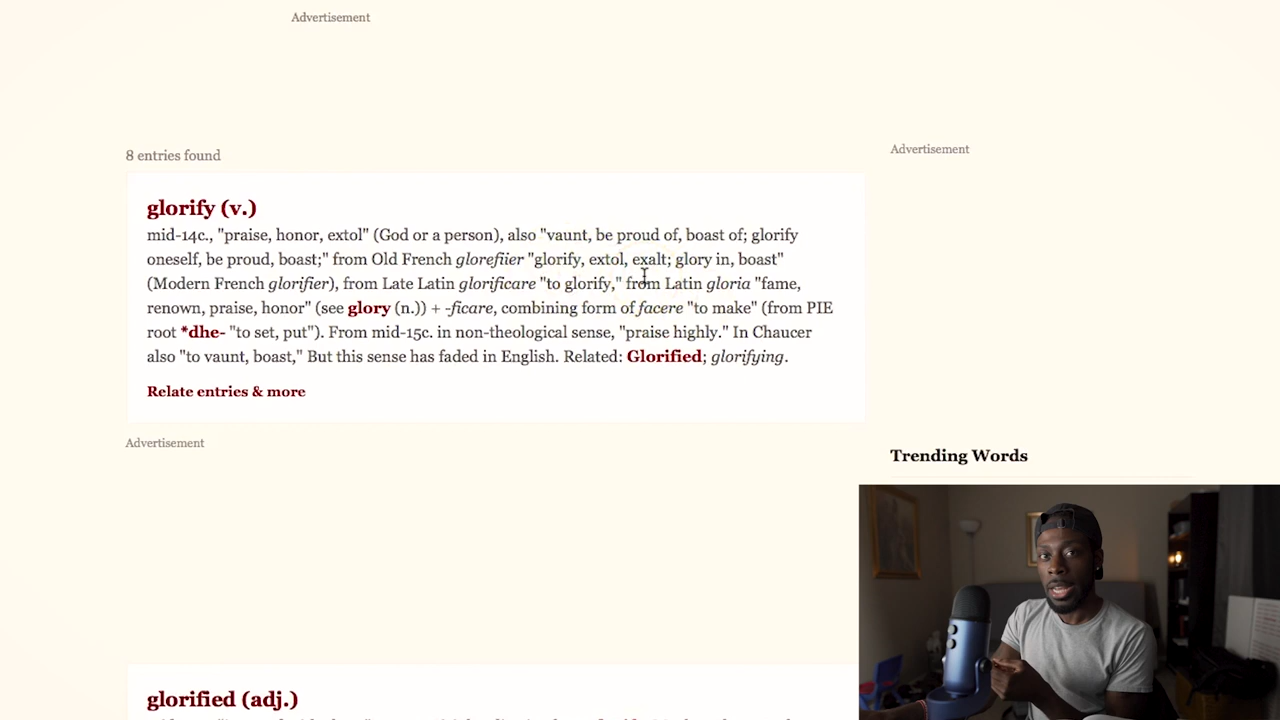 Advertisement
8 entries found
Advertisement
glorify (v.)
mid-14c., "praise, honor, extol" (God or a person), also "vaunt, be proud of, boast of; glorify
oneself, be proud, boast;" from Old French glorefiier "glorify, extol, exalt; glory in, boast"
(Modern French glorifier), from Late Latin glorificare "to glorify," from Latin gloria "fame,
renown, praise, honor" (see glory (n.)) + -ficare, combining form of facere "to make" (from PIE
root *dhe- "to set, put"). From mid-15c. in non-theological sense, "praise highly." In Chaucer
also "to vaunt, boast," But this sense has faded in English. Related: Glorified; glorifying.
Relate entries & more
Advertisement
Trending Words
glorified (adj.)